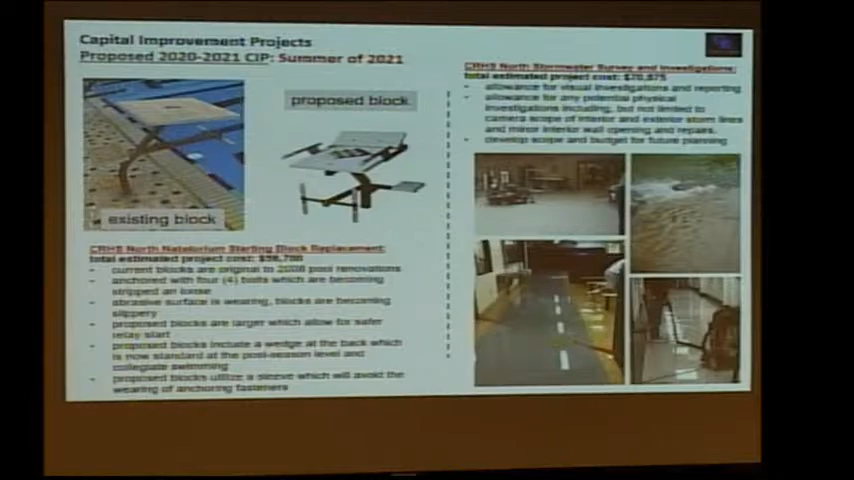 Capital Improvement Projects
Proposed 2020-2021 CIP: Summer of 2021
proposed block
existing block
CRHS North Natatorium Starting Block Replacement:
total estimated project cost:
- current blocks are original to 2008 pool renovations
- anchored with four (4) bolts which are becoming
stripped an loose
- abrasive surface is wearing, blocks are becoming
slippery
- proposed blocks are larger which allow for safer
relay start
- proposed blocks include a wedge at the back which
is now standard at the post-season level and
collegiate swimming
- proposed blocks utilize a sleeve which will avoid the
wearing of anchoring fasteners
CRHS North Stormwater Survey and Investigations:
total estimated project cost: $70,875
- allowance for visual investigations and reporting
- allowance for any potential physical
investigations including, but not limited to
camera scope of interior and exterior storm lines
and minor interior wall opening and repairs.
- develop scope and budget for future planning